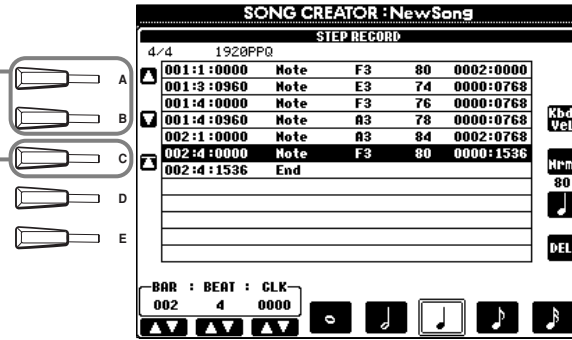 SONG CREATOR : NewSong
STEP RECORD
4/4 1920PPQ
001:1:0000 Note F3 80 0002:0000
001:3:0960 Note E3 74 0000:0768
001:4:0000 Note F3 76 0000:0768
001:4:0960 Note A3 78 0000:0768
002:1:0000 Note A3 84 0002:0768
002:4:0000 Note F3 80 0000:1536
002:4:1536 End
A
B
C
D
E
Kbd
Vel
Nrm
80
DEL
BAR : BEAT : CLK
002 4 0000